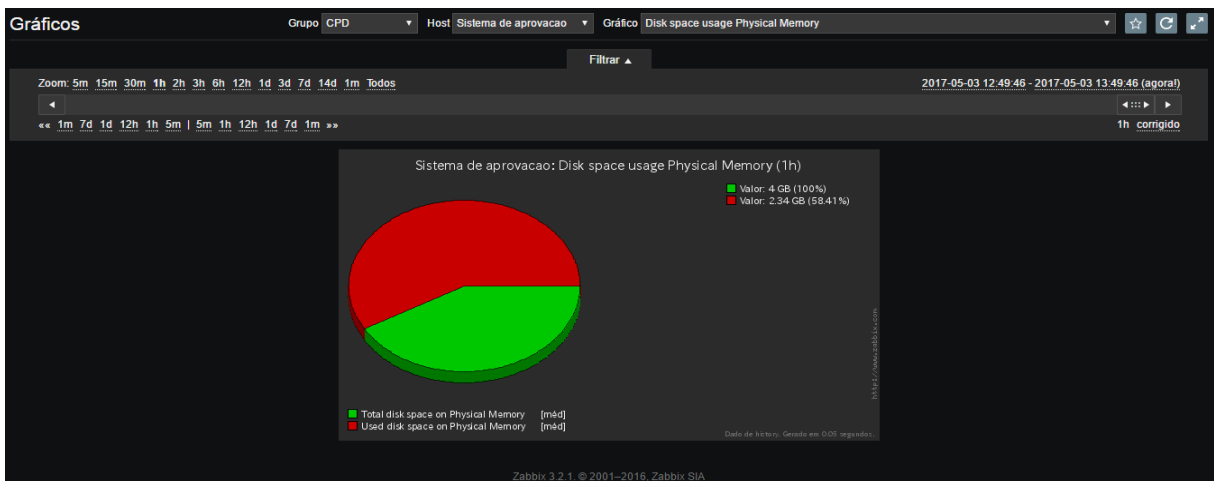 Gráficos Grupo CPD Host Sistema de aprovacao Gráfico Disk space usage Physical Memory
Filtrar
Zoom: 5m 15m 30m 1h 2h 3h 6h 12h 1d 3d 7d 14d 1m Todos 2017-05-03 12:49:46 - 2017-05-03 13:49:46 (agora!)
«« 1m 7d 1d 12h 1h 5m | 5m 1h 12h 1d 7d 1m »» 1h corrigido
Sistema de aprovacao: Disk space usage Physical Memory (1h)
Valor: 4 GB (100%)
Valor: 2.34 GB (58.41%)
http://www.zabbix.com
Total disk space on Physical Memory [méd]
Used disk space on Physical Memory [méd]
Dado de history. Gerado em 0.05 segundos.
Zabbix 3.2.1. © 2001–2016, Zabbix SIA